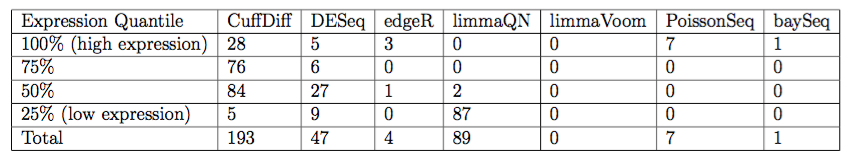 Expression Quantile CuffDiff DESeq edgeR limmaQN limmaVoom PoissonSeq baySeq
100% (high expression) 28 5 3 0 0 7 1
75% 76 6 0 0 0 0 0
50% 84 27 1 2 0 0 0
25% (low expression) 5 9 0 87 0 0 0
Total 193 47 4 89 0 7 1